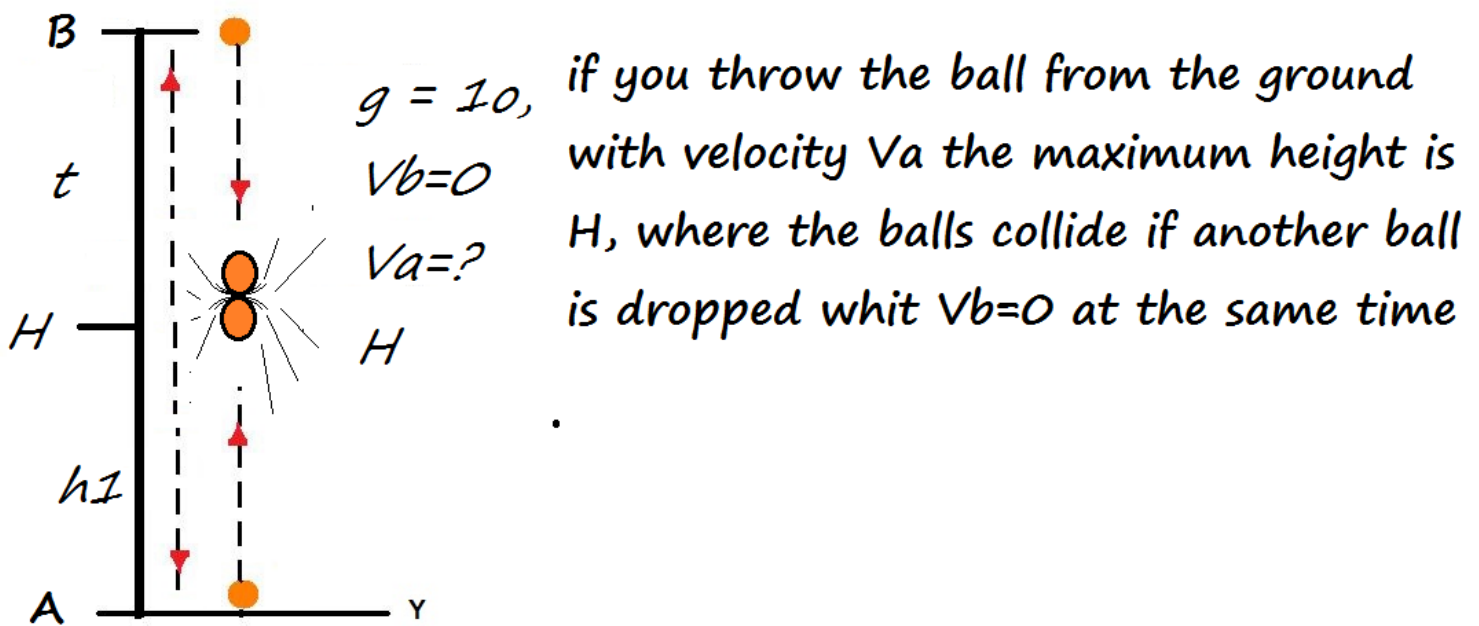 B
if you throw the ball from the ground
g = 10,
with velocity Va the maximum height is
t
Vb=0
H, where the balls collide if another ball
Va=?
is dropped whit Vb=0 at the same time
H
H
h1
A
Y